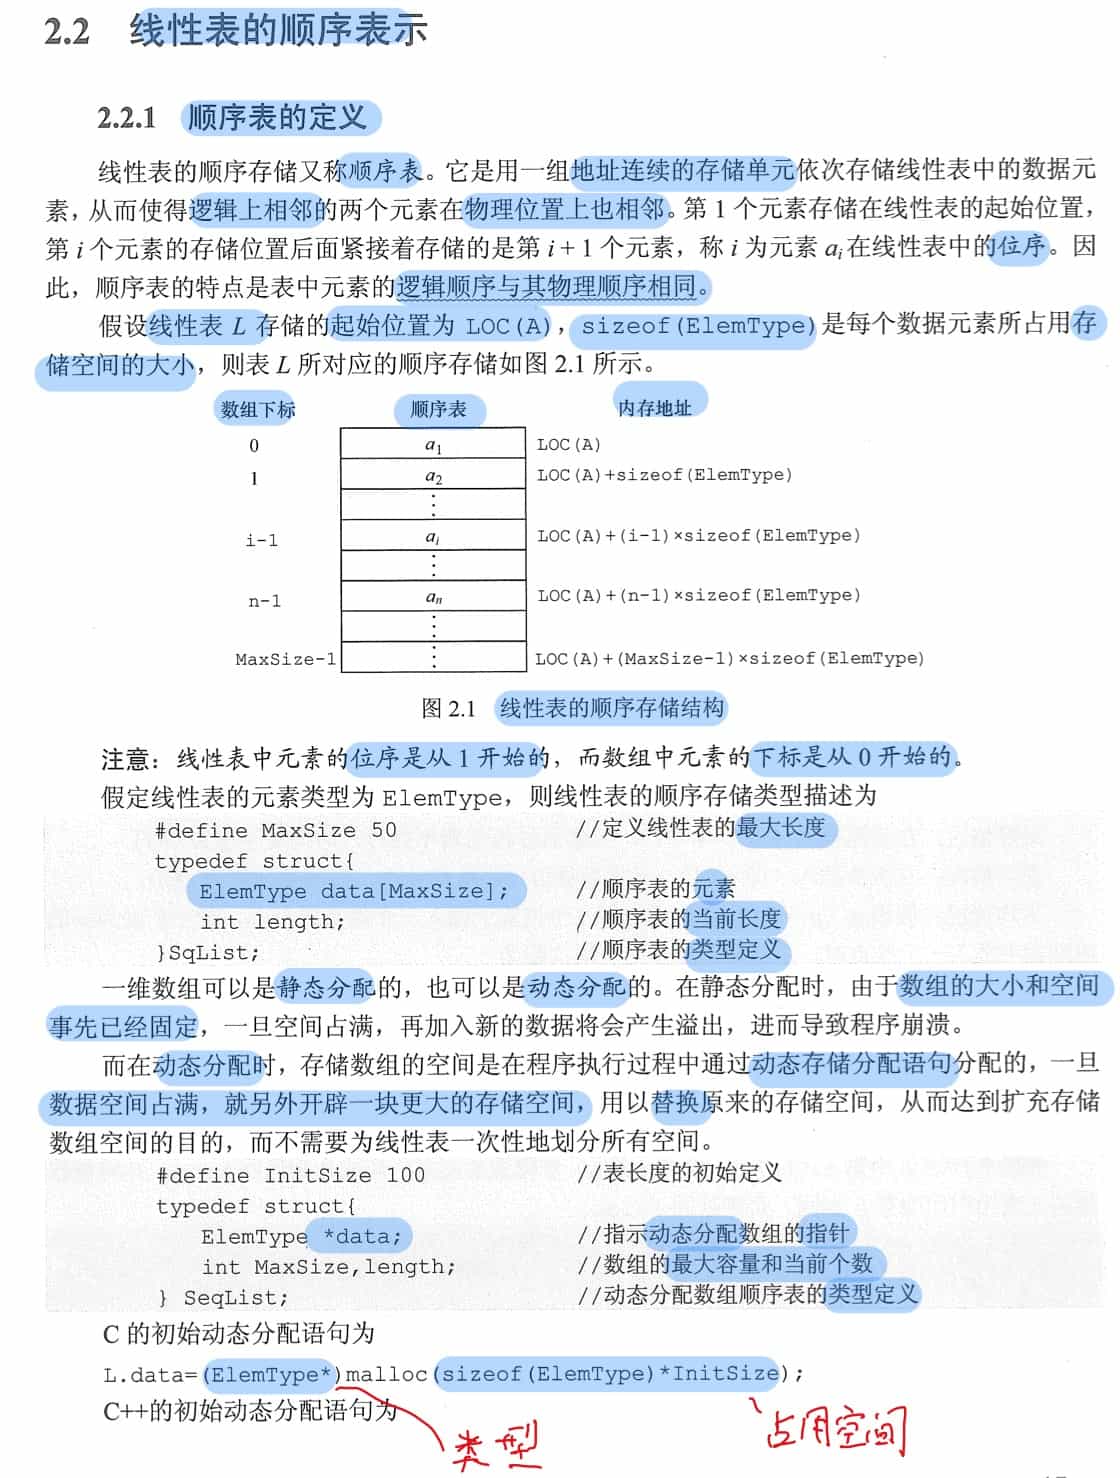 2.2 线性表的顺序表示
2.2.1 顺序表的定义
线性表的顺序存储又称顺序表。它是用一组地址连续的存储单元依次存储线性表中的数据元
素，从而使得逻辑上相邻的两个元素在物理位置上也相邻。第 1 个元素存储在线性表的起始位置，
第 i 个元素的存储位置后面紧接着存储的是第 i + 1 个元素，称 i 为元素 ai 在线性表中的位序。因
此，顺序表的特点是表中元素的逻辑顺序与其物理顺序相同。
假设线性表 L 存储的起始位置为 LOC(A)，sizeof(ElemType)是每个数据元素所占用存
储空间的大小，则表 L 所对应的顺序存储如图 2.1 所示。
数组下标 顺序表 内存地址
0 a1 LOC(A)
1 a2 LOC(A)+sizeof(ElemType)
⋮
i-1 ai LOC(A)+(i-1)×sizeof(ElemType)
⋮
n-1 an LOC(A)+(n-1)×sizeof(ElemType)
⋮
MaxSize-1 ⋮ LOC(A)+(MaxSize-1)×sizeof(ElemType)
图 2.1 线性表的顺序存储结构
注意：线性表中元素的位序是从 1 开始的，而数组中元素的下标是从 0 开始的。
假定线性表的元素类型为 ElemType，则线性表的顺序存储类型描述为
#define MaxSize 50 //定义线性表的最大长度
typedef struct{
ElemType data[MaxSize]; //顺序表的元素
int length; //顺序表的当前长度
}SqList; //顺序表的类型定义
一维数组可以是静态分配的，也可以是动态分配的。在静态分配时，由于数组的大小和空间
事先已经固定，一旦空间占满，再加入新的数据将会产生溢出，进而导致程序崩溃。
而在动态分配时，存储数组的空间是在程序执行过程中通过动态存储分配语句分配的，一旦
数据空间占满，就另外开辟一块更大的存储空间，用以替换原来的存储空间，从而达到扩充存储
数组空间的目的，而不需要为线性表一次性地划分所有空间。
#define InitSize 100 //表长度的初始定义
typedef struct{
ElemType *data; //指示动态分配数组的指针
int MaxSize,length; //数组的最大容量和当前个数
} SeqList; //动态分配数组顺序表的类型定义
C 的初始动态分配语句为
L.data=(ElemType*)malloc(sizeof(ElemType)*InitSize);
C++的初始动态分配语句为
类型 占用空间